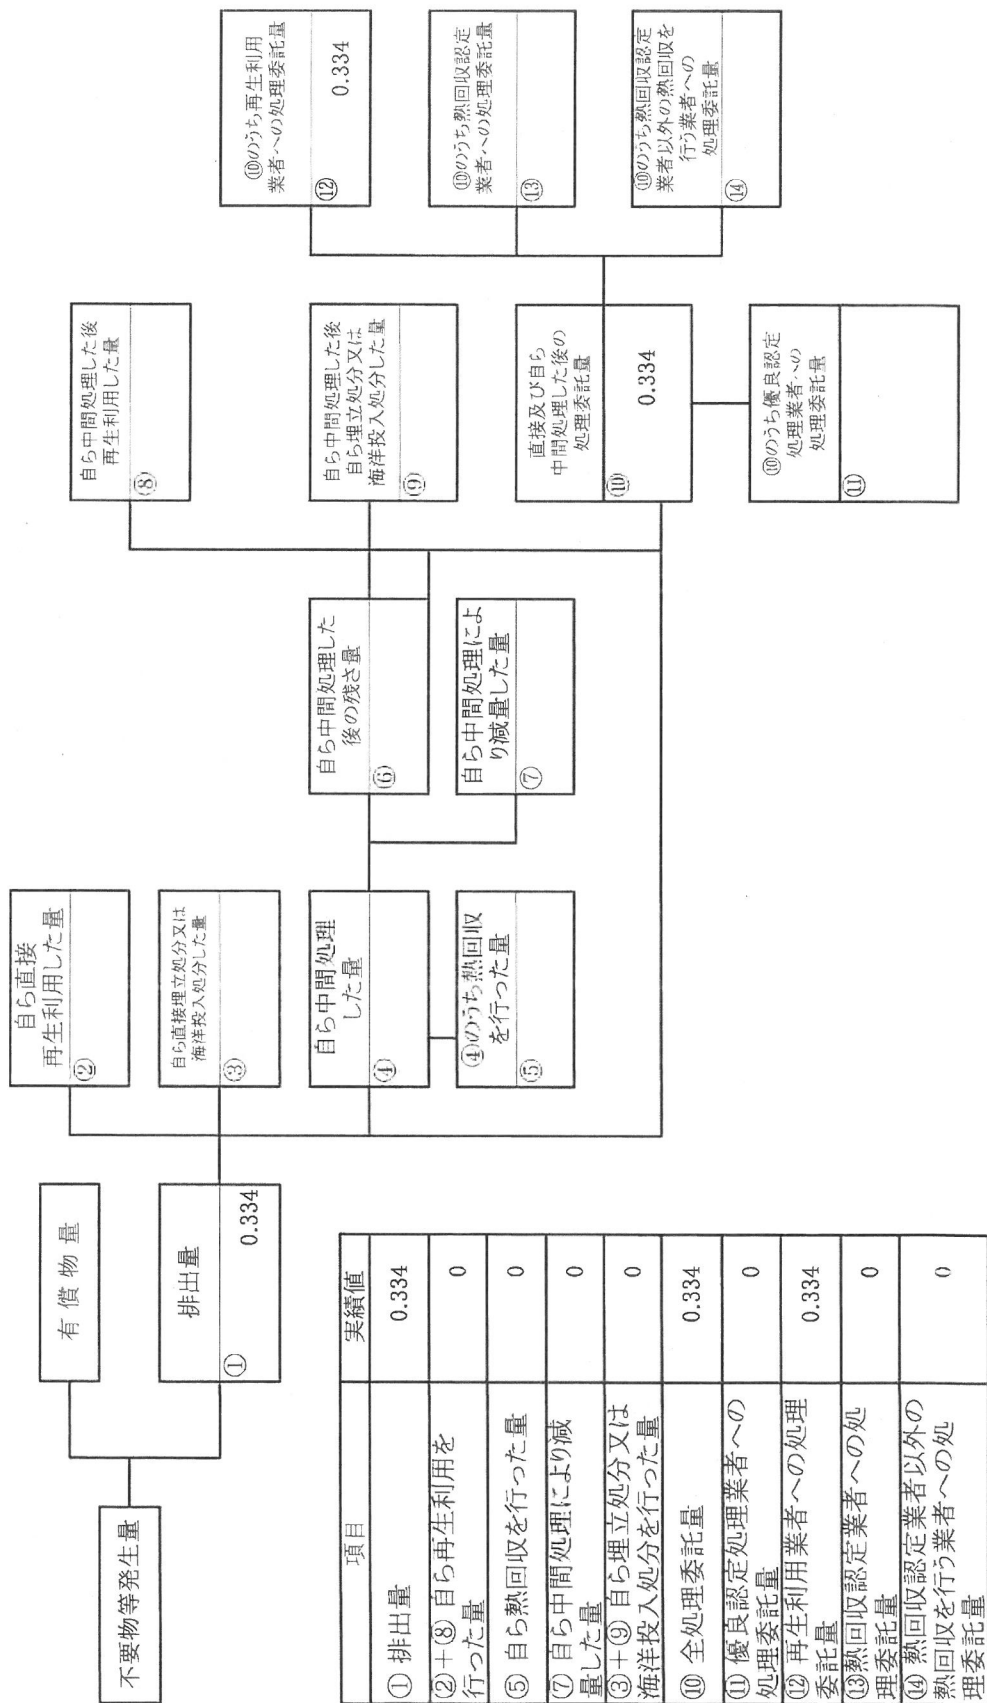 不要物等発生量
有償物量
排出量
① 0.334
自ら直接
再生利用した量
②
自ら直接埋立処分又は
海洋投入処分した量
③
自ら中間処理
した量
④
④のうち熱回収
を行った量
⑤
自ら中間処理した
後の残さ量
⑥
自ら中間処理によ
り減量した量
⑦
自ら中間処理した後
再生利用した量
⑧
自ら中間処理した後
自ら埋立処分又は
海洋投入処分した量
⑨
直接及び自ら
中間処理した後の
処理委託量
⑩ 0.334
⑩のうち優良認定
処理業者への
処理委託量
⑪
⑩のうち再生利用
業者への処理委託量
⑫ 0.334
⑩のうち熱回収認定
業者への処理委託量
⑬
⑩のうち熱回収認定
業者以外の熱回収を
行う業者への
処理委託量
⑭
項目 実績値
① 排出量 0.334
②+⑧ 自ら再生利用を
行った量 0
⑤ 自ら熱回収を行った量 0
⑦ 自ら中間処理により減
量した量 0
③+⑨ 自ら埋立処分又は
海洋投入処分を行った量 0
⑩ 全処理委託量 0.334
⑪ 優良認定処理業者への
処理委託量 0
⑫ 再生利用業者への処理
委託量 0.334
⑬熱回収認定業者への処
理委託量 0
⑭ 熱回収認定業者以外の
熱回収を行う業者への処
理委託量 0